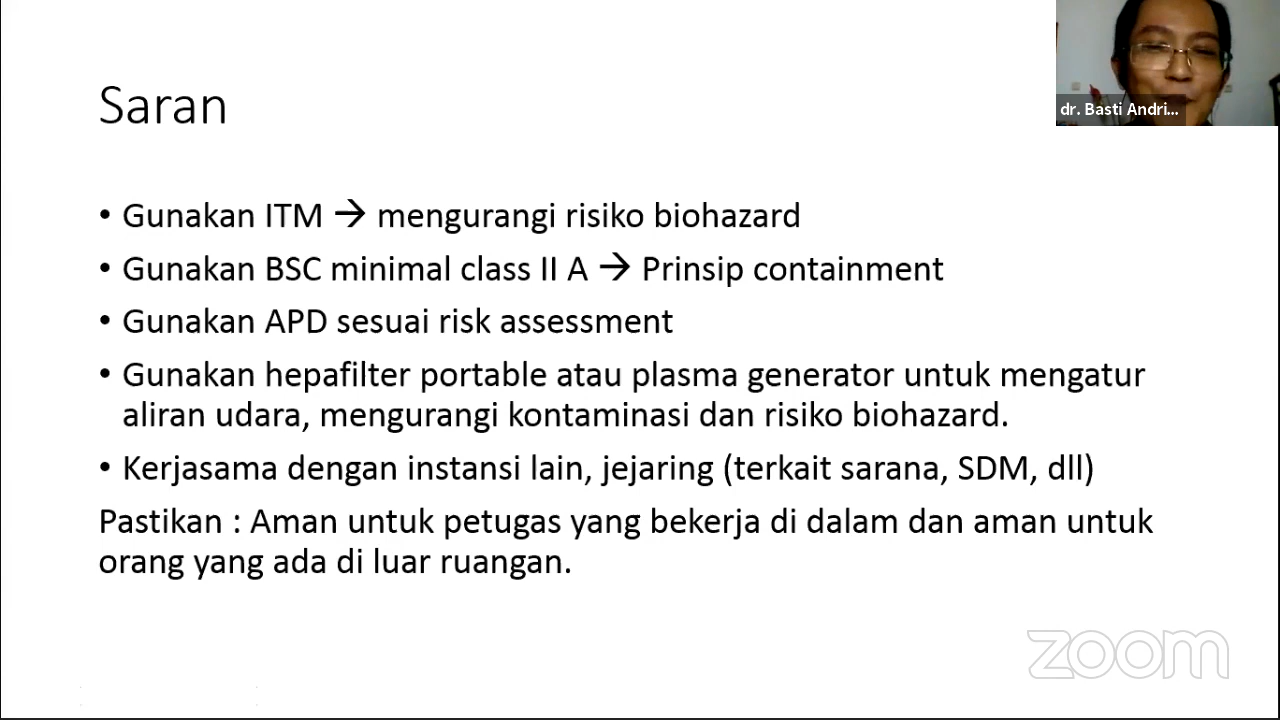 Saran
• Gunakan ITM → mengurangi risiko biohazard
• Gunakan BSC minimal class II A → Prinsip containment
• Gunakan APD sesuai risk assessment
• Gunakan hepafilter portable atau plasma generator untuk mengatur
aliran udara, mengurangi kontaminasi dan risiko biohazard.
• Kerjasama dengan instansi lain, jejaring (terkait sarana, SDM, dll)
Pastikan : Aman untuk petugas yang bekerja di dalam dan aman untuk
orang yang ada di luar ruangan.
dr. Basti Andri...
zoom